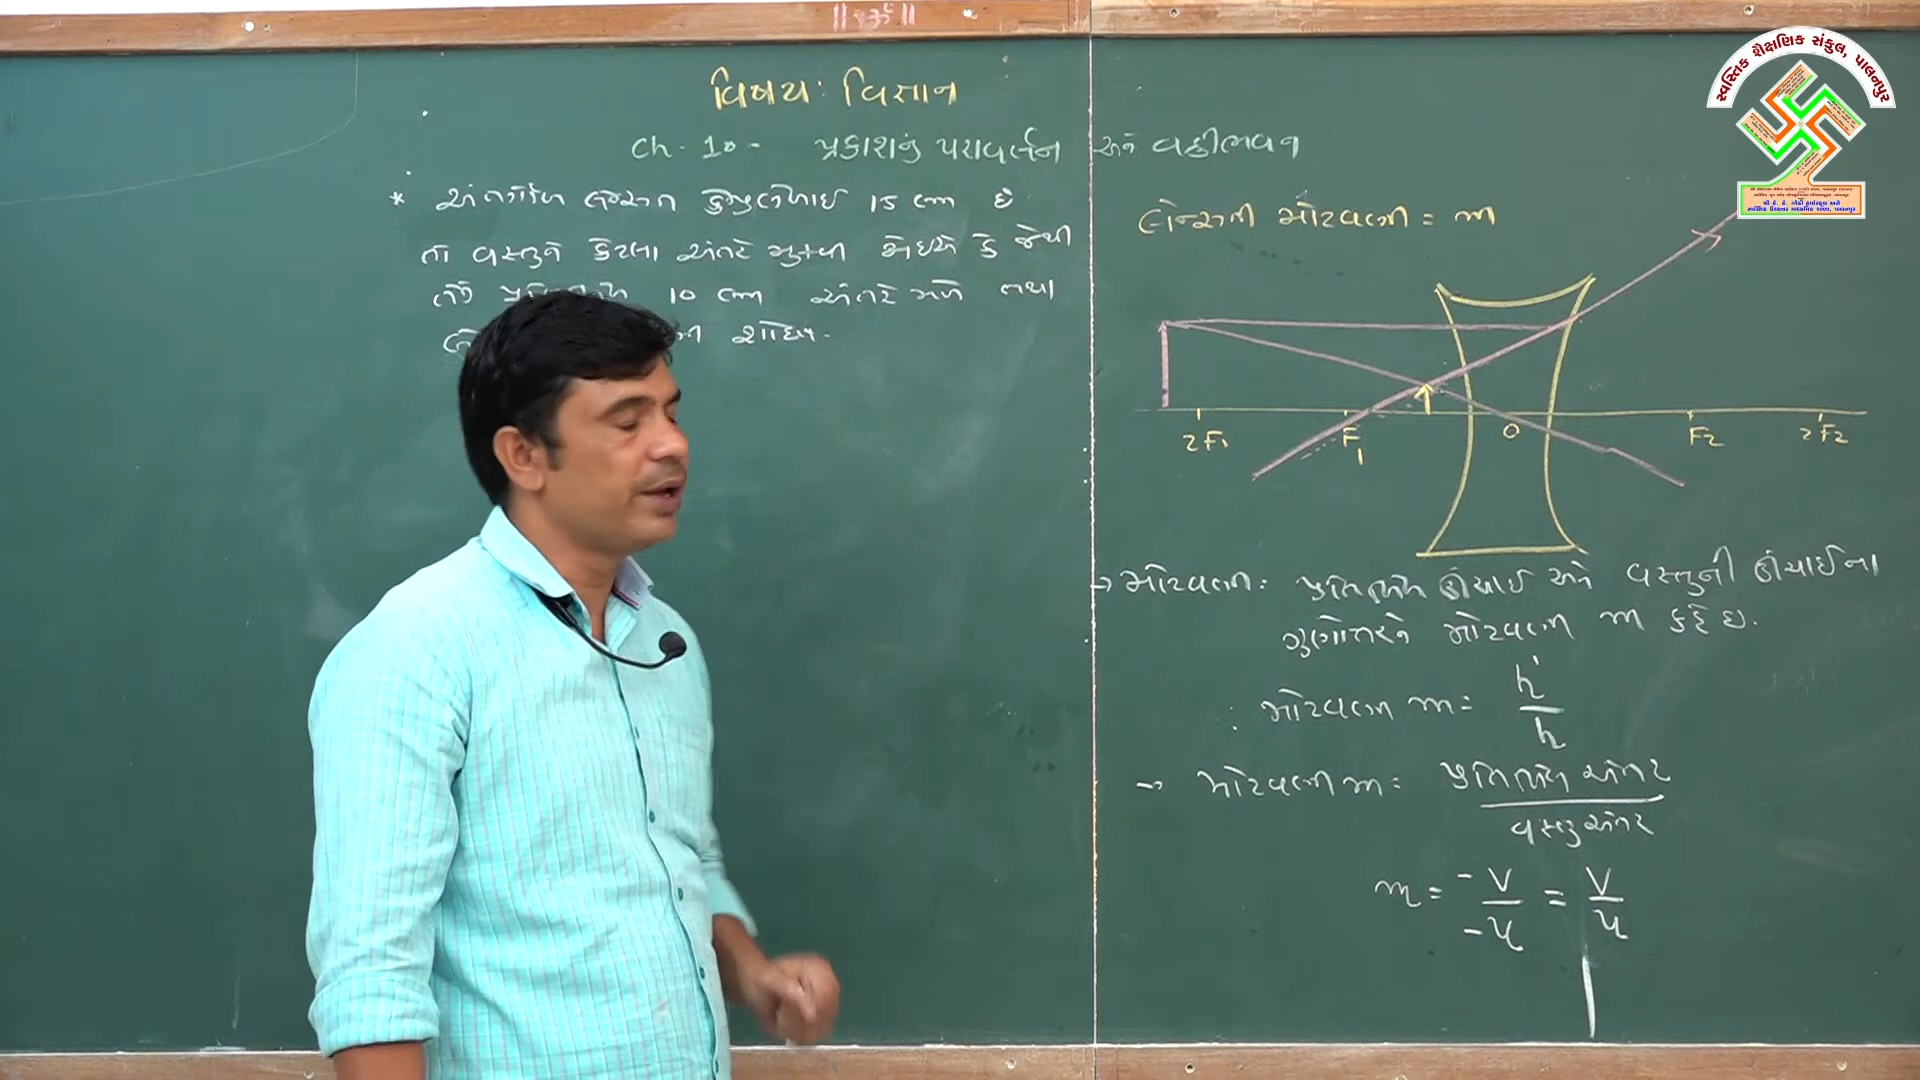 ॥ૐ॥
વિષય: વિજ્ઞાન
Ch-10- પ્રકાશનું પરાવર્તન અને વક્રીભવન
* અંતર્ગોળ લેન્સની કેન્દ્રલંબાઈ 15 cm છે
તો વસ્તુને કેટલા અંતરે મુકવી જોઇએ કે જેથી
તેનું પ્રતિબિંબ 10 cm અંતરે મળે તથા
શોધો.
લેન્સની મોટવણી = m
2F1 F1 O F2 2F2
→ મોટવણી: પ્રતિબિંબ ઊંચાઈ અને વસ્તુની ઊંચાઈના
ગુણોત્તરને મોટવણી m કહે છે.
∴ મોટવણી m = h'/h
→ મોટવણી m = પ્રતિબિંબ અંતર / વસ્તુઅંતર
m = -v/-u = v/u
સ્વસ્તિક શૈક્ષણિક સંકુલ, પાલનપુર